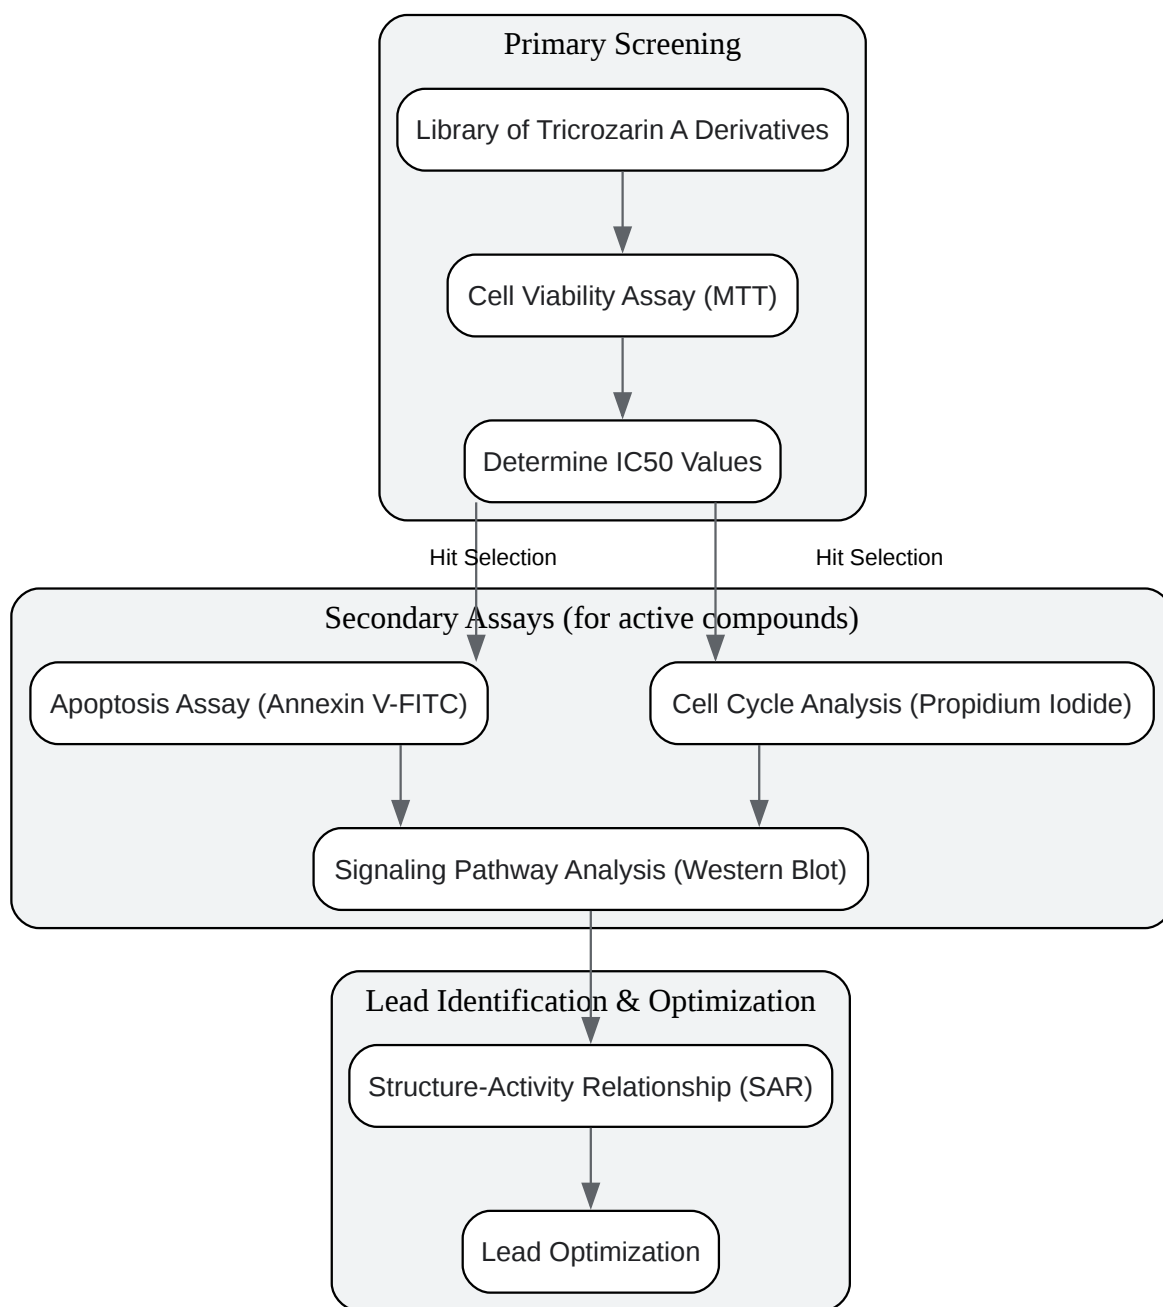 Primary Screening
Library of Tricrozarin A Derivatives
Cell Viability Assay (MTT)
Determine IC50 Values
Hit Selection
Hit Selection
Secondary Assays (for active compounds)
Apoptosis Assay (Annexin V-FITC)
Cell Cycle Analysis (Propidium Iodide)
Signaling Pathway Analysis (Western Blot)
Lead Identification & Optimization
Structure-Activity Relationship (SAR)
Lead Optimization